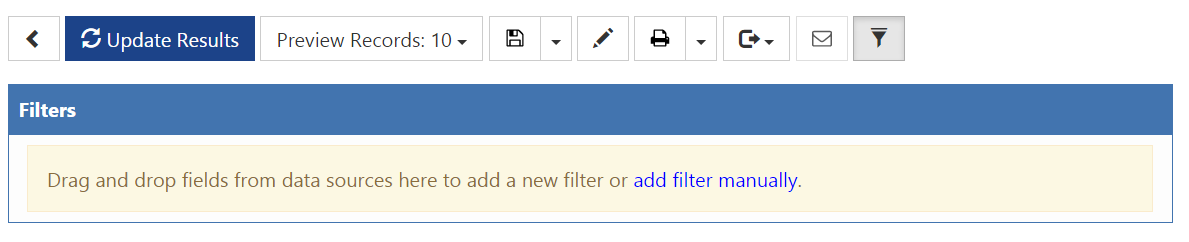 Update Results Preview Records: 10
Filters
Drag and drop fields from data sources here to add a new filter or add filter manually.